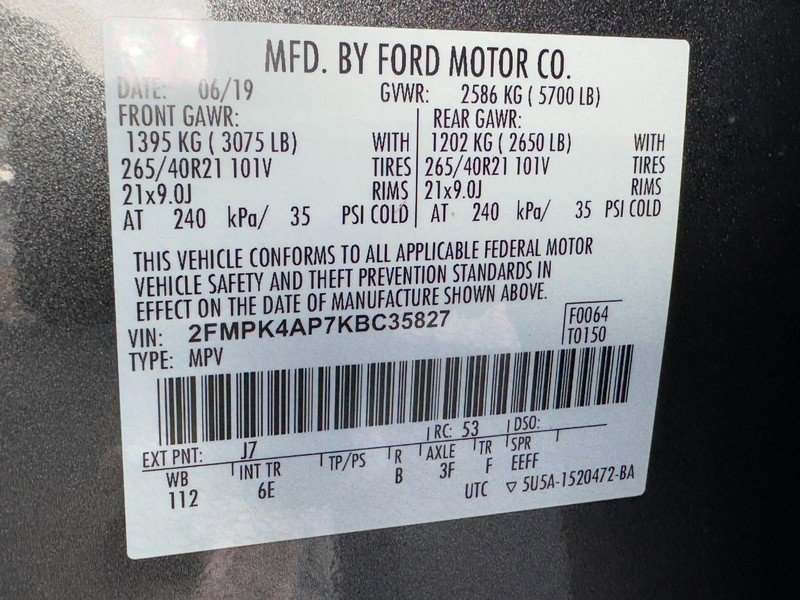 MFD. BY FORD MOTOR CO.
DATE: 06/19 GVWR: 2586 KG ( 5700 LB)
FRONT GAWR: REAR GAWR:
1395 KG ( 3075 LB) WITH 1202 KG ( 2650 LB) WITH
265/40R21 101V TIRES 265/40R21 101V TIRES
21x9.0J RIMS 21x9.0J RIMS
AT 240 kPa/ 35 PSI COLD AT 240 kPa/ 35 PSI COLD
THIS VEHICLE CONFORMS TO ALL APPLICABLE FEDERAL MOTOR
VEHICLE SAFETY AND THEFT PREVENTION STANDARDS IN
EFFECT ON THE DATE OF MANUFACTURE SHOWN ABOVE.
VIN: 2FMPK4AP7KBC35827 F0064
TYPE: MPV T0150
EXT PNT: J7 RC: 53 DSO:
WB INT TR TP/PS R AXLE TR SPR
112 6E B 3F F EEFF
UTC ▽ 5U5A-1520472-BA